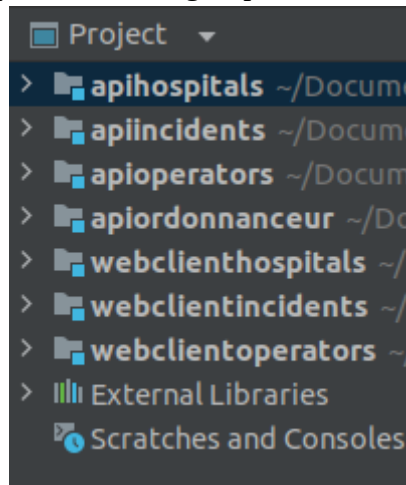 Project
apihospitals ~/Docum
apiincidents ~/Docum
apioperators ~/Docum
apiordonnanceur ~/Do
webclienthospitals ~/
webclientincidents ~/
webclientoperators ~/
External Libraries
Scratches and Consoles